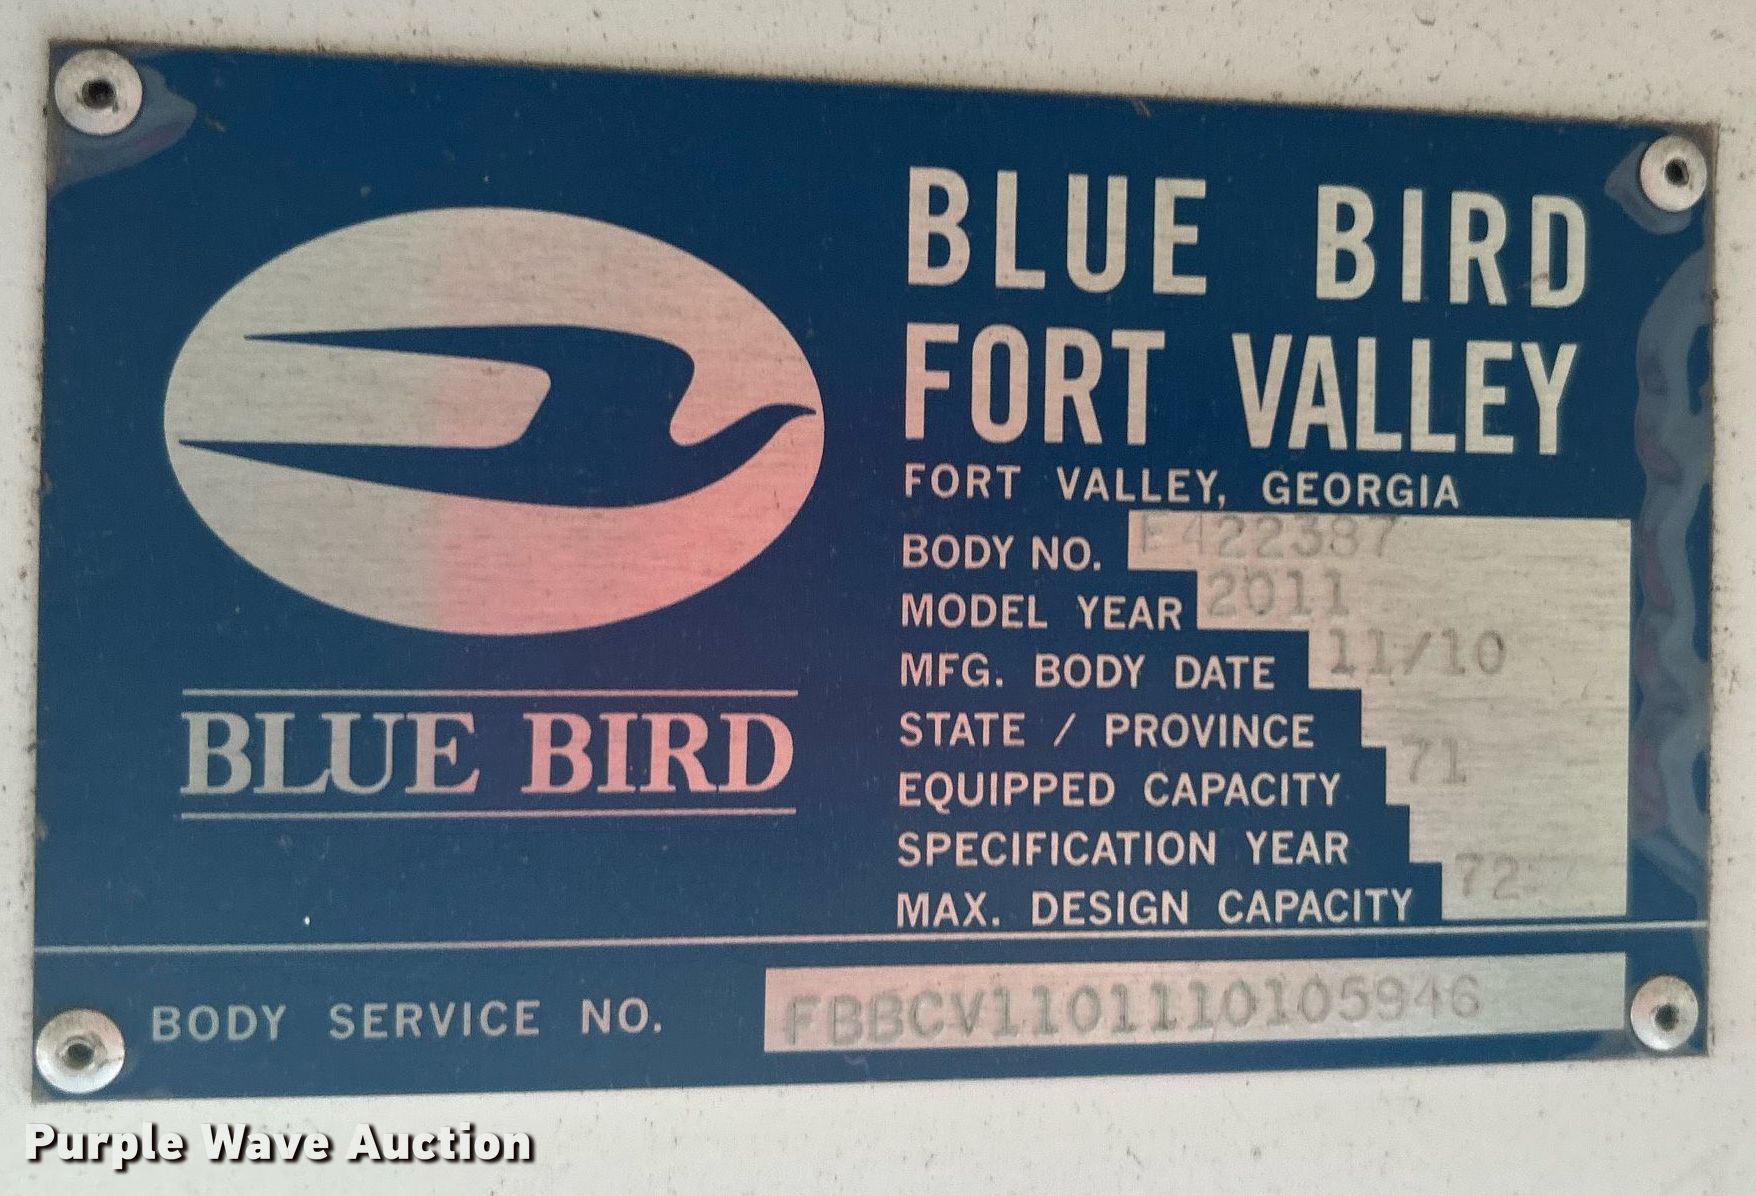 BLUE BIRD
FORT VALLEY
FORT VALLEY, GEORGIA
BODY NO. F422387
MODEL YEAR 2011
MFG. BODY DATE 11/10
STATE / PROVINCE
EQUIPPED CAPACITY 71
SPECIFICATION YEAR
MAX. DESIGN CAPACITY 72
BLUE BIRD
BODY SERVICE NO. FBBCV1101110105946
Purple Wave Auction